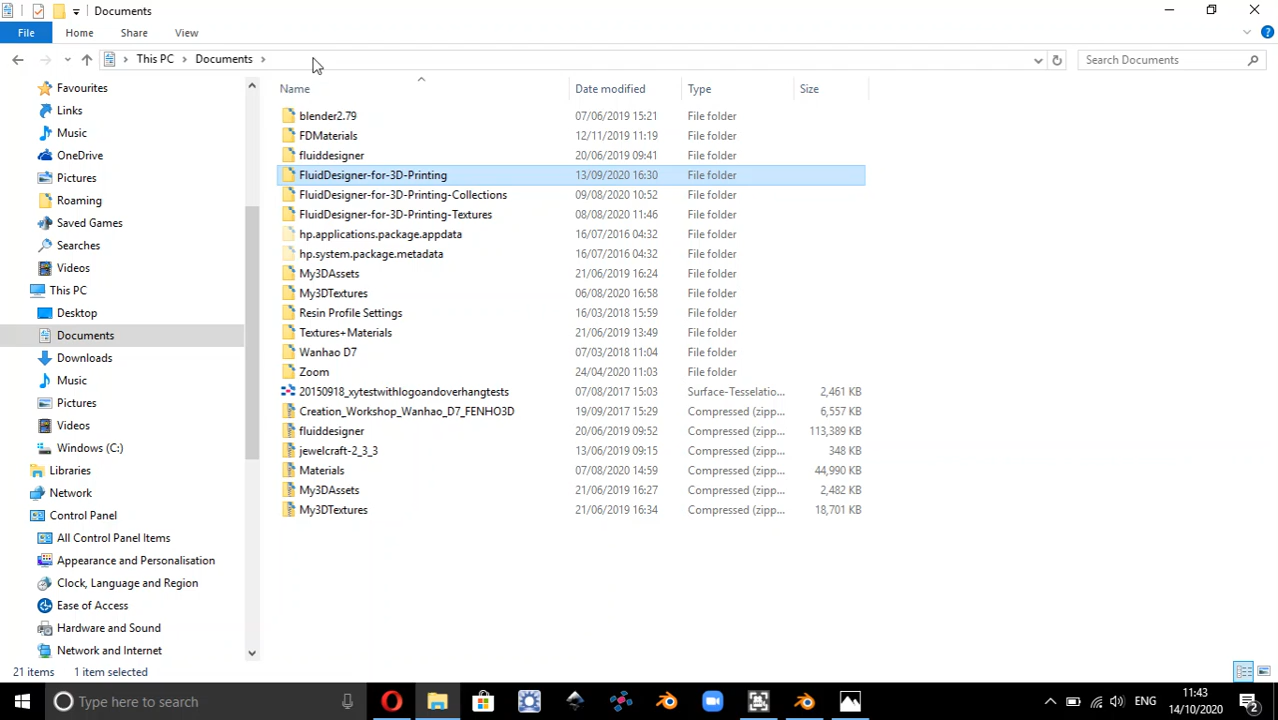 Documents
File Home Share View
This PC Documents Search Documents
Name Date modified Type Size
Favourites
Links
Music
OneDrive
Pictures
Roaming
Saved Games
Searches
Videos
This PC
Desktop
Documents
Downloads
Music
Pictures
Videos
Windows (C:)
Libraries
Network
Control Panel
All Control Panel Items
Appearance and Personalisation
Clock, Language and Region
Ease of Access
Hardware and Sound
Network and Internet
blender2.79 07/06/2019 15:21 File folder
FDMaterials 12/11/2019 11:19 File folder
fluiddesigner 20/06/2019 09:41 File folder
FluidDesigner-for-3D-Printing 13/09/2020 16:30 File folder
FluidDesigner-for-3D-Printing-Collections 09/08/2020 10:52 File folder
FluidDesigner-for-3D-Printing-Textures 08/08/2020 11:46 File folder
hp.applications.package.appdata 16/07/2016 04:32 File folder
hp.system.package.metadata 16/07/2016 04:32 File folder
My3DAssets 21/06/2019 16:24 File folder
My3DTextures 06/08/2020 16:58 File folder
Resin Profile Settings 16/03/2018 15:59 File folder
Textures+Materials 21/06/2019 13:49 File folder
Wanhao D7 07/03/2018 11:04 File folder
Zoom 24/04/2020 11:03 File folder
20150918_xytestwithlogoandoverhangtests 07/08/2017 15:03 Surface-Tesselatio... 2,461 KB
Creation_Workshop_Wanhao_D7_FENHO3D 19/09/2017 15:29 Compressed (zipp... 6,557 KB
fluiddesigner 20/06/2019 09:52 Compressed (zipp... 113,389 KB
jewelcraft-2_3_3 13/06/2019 09:15 Compressed (zipp... 348 KB
Materials 07/08/2020 14:59 Compressed (zipp... 44,990 KB
My3DAssets 21/06/2019 16:27 Compressed (zipp... 2,482 KB
My3DTextures 21/06/2019 16:34 Compressed (zipp... 18,701 KB
21 items 1 item selected
Type here to search
ENG
11:43
14/10/2020
2